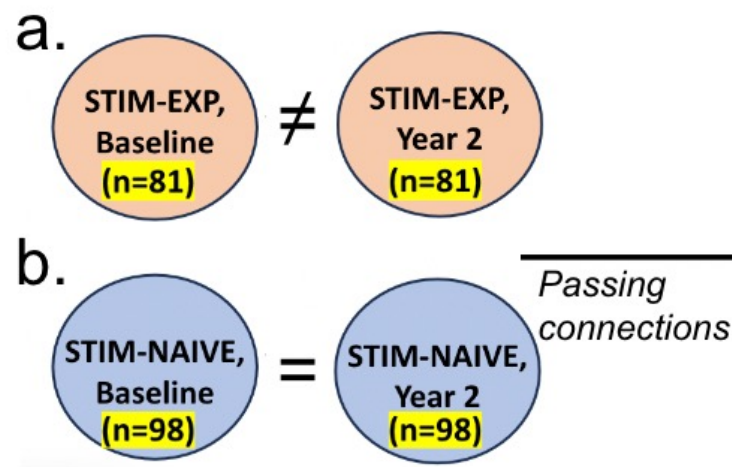 a.
STIM-EXP,
Baseline
(n=81)
≠
STIM-EXP,
Year 2
(n=81)
b.
STIM-NAIVE,
Baseline
(n=98)
=
STIM-NAIVE,
Year 2
(n=98)
Passing
connections